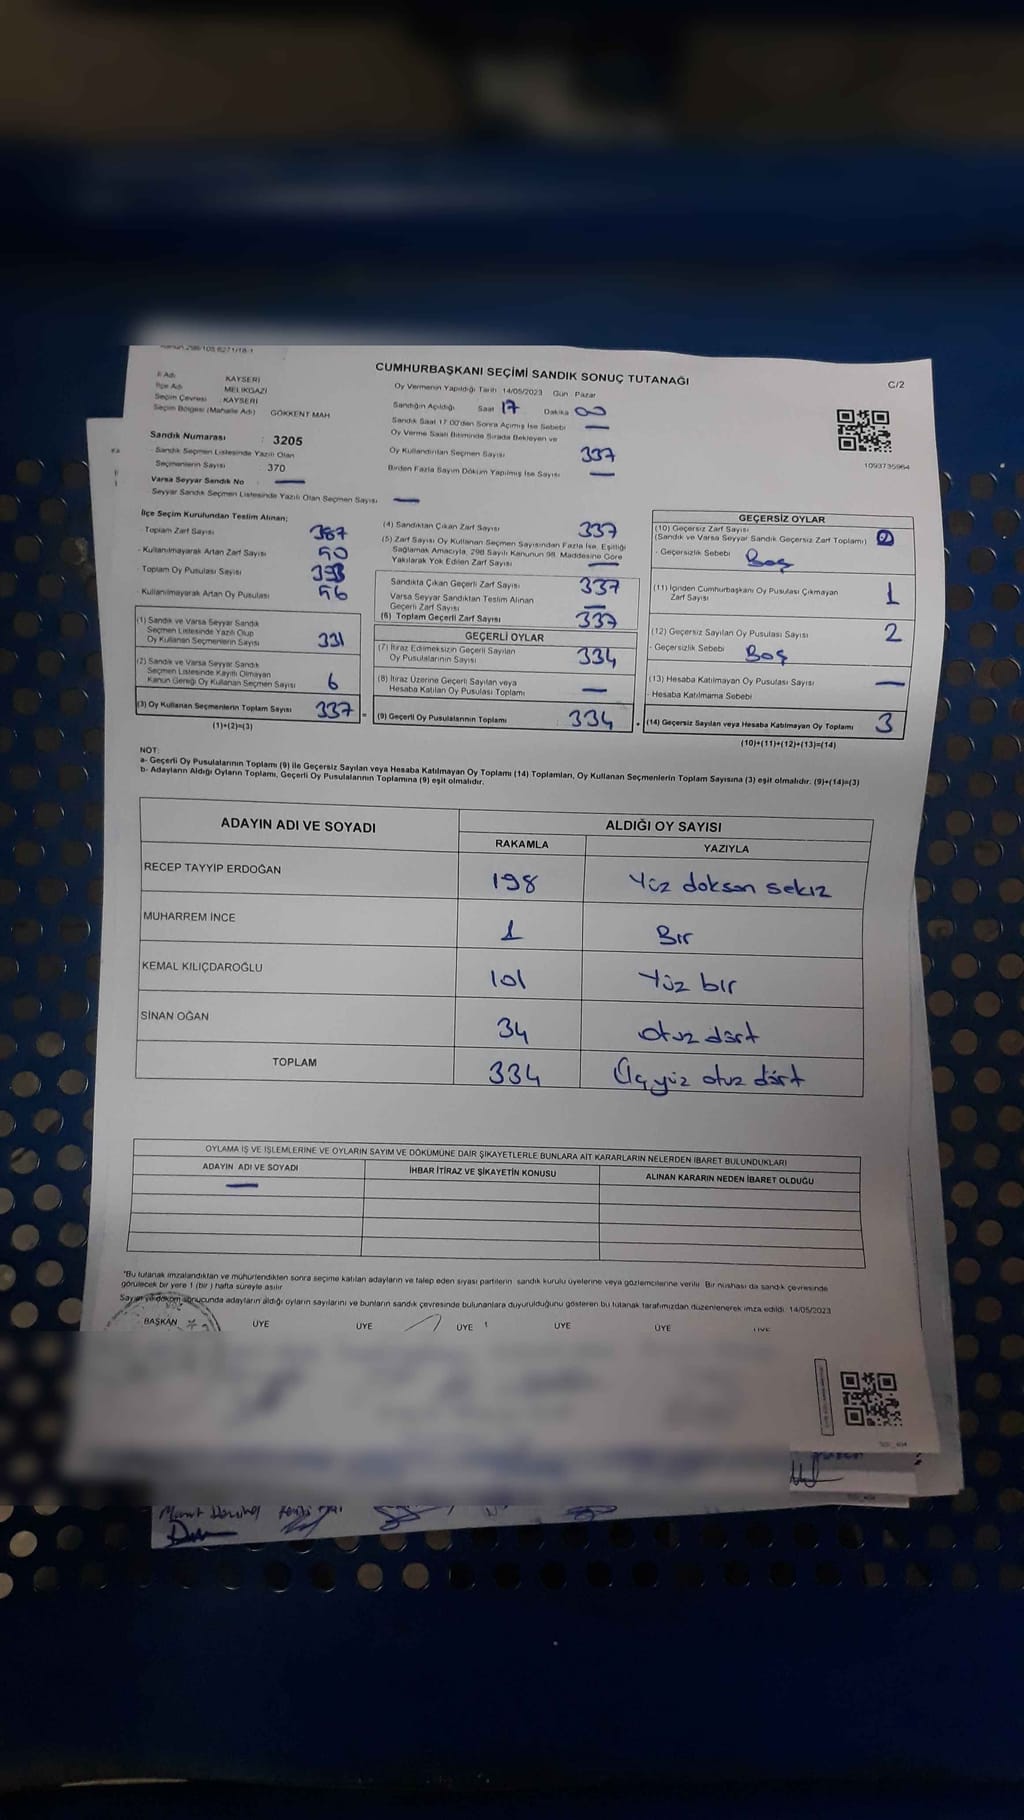 CUMHURBAŞKANI SEÇİMİ SANDIK SONUÇ TUTANAĞI
C/2
İl Adı KAYSERİ
İlçe Adı MELİKGAZİ
Seçim Çevresi : KAYSERİ
Seçim Bölgesi (Mahalle Adı) GÖKKENT MAH
Sandık Numarası : 3205
Sandık Seçmen Listesinde Yazılı Olan
Seçmenlerin Sayısı 370
Varsa Seyyar Sandık No : —
Seyyar Sandık Seçmen Listesinde Yazılı Olan Seçmen Sayısı : —
Oy Vermenin Yapıldığı Tarih 14/05/2023 Gün Pazar
Sandığın Açıldığı Saat 17 Dakika 00
Sandık Saat 17.00'den Sonra Açılmış İse Sebebi —
Oy Verme Saati Bitiminde Sırada Bekleyen ve
Oy Kullandırılan Seçmen Sayısı 337
Birden Fazla Sayım Döküm Yapılmış İse Sayısı —
1093735964
İlçe Seçim Kurulundan Teslim Alınan;
- Toplam Zarf Sayısı 387
- Kullanılmayarak Artan Zarf Sayısı 50
- Toplam Oy Pusulası Sayısı
- Kullanılmayarak Artan Oy Pusulası 56
(1) Sandık ve Varsa Seyyar Sandık
Seçmen Listesinde Yazılı Olup
Oy Kullanan Seçmenlerin Sayısı 331
(2) Sandık ve Varsa Seyyar Sandık
Seçmen Listesinde Kayıtlı Olmayan
Kanun Gereği Oy Kullanan Seçmen Sayısı 6
(3) Oy Kullanan Seçmenlerin Toplam Sayısı 337 =
(1)+(2)=(3)
(4) Sandıktan Çıkan Zarf Sayısı 337
(5) Zarf Sayısı Oy Kullanan Seçmen Sayısından Fazla İse, Eşitliği
Sağlamak Amacıyla, 298 Sayılı Kanunun 98. Maddesine Göre
Yakılarak Yok Edilen Zarf Sayısı —
Sandıkta Çıkan Geçerli Zarf Sayısı 337
Varsa Seyyar Sandıktan Teslim Alınan
Geçerli Zarf Sayısı —
(6) Toplam Geçerli Zarf Sayısı 337
GEÇERLİ OYLAR
(7) İtiraz Edilmeksizin Geçerli Sayılan
Oy Pusulalarının Sayısı 334
(8) İtiraz Üzerine Geçerli Sayılan veya
Hesaba Katılan Oy Pusulası Toplamı —
(9) Geçerli Oy Pusulalarının Toplamı 334 +
GEÇERSİZ OYLAR
(10) Geçersiz Zarf Sayısı
(Sandık ve Varsa Seyyar Sandık Geçersiz Zarf Toplamı)
- Geçersizlik Sebebi Boş
(11) İçinden Cumhurbaşkanı Oy Pusulası Çıkmayan
Zarf Sayısı 1
(12) Geçersiz Sayılan Oy Pusulası Sayısı 2
- Geçersizlik Sebebi Boş
(13) Hesaba Katılmayan Oy Pusulası Sayısı —
- Hesaba Katılmama Sebebi
(14) Geçersiz Sayılan veya Hesaba Katılmayan Oy Toplamı 3
(10)+(11)+(12)+(13)=(14)
NOT:
a- Geçerli Oy Pusulalarının Toplamı (9) ile Geçersiz Sayılan veya Hesaba Katılmayan Oy Toplamı (14) Toplamları, Oy Kullanan Seçmenlerin Toplam Sayısına (3) eşit olmalıdır. (9)+(14)=(3)
b- Adayların Aldığı Oyların Toplamı, Geçerli Oy Pusulalarının Toplamına (9) eşit olmalıdır.
ADAYIN ADI VE SOYADI ALDIĞI OY SAYISI
RAKAMLA YAZIYLA
RECEP TAYYİP ERDOĞAN 198 Yüz doksan sekiz
MUHARREM İNCE 1 Bir
KEMAL KILIÇDAROĞLU 101 Yüz bir
SİNAN OĞAN 34 otuz dört
TOPLAM 334 Üçyüz otuz dört
OYLAMA İŞ VE İŞLEMLERİNE VE OYLARIN SAYIM VE DÖKÜMÜNE DAİR ŞİKAYETLERLE BUNLARA AİT KARARLARIN NELERDEN İBARET BULUNDUKLARI
ADAYIN ADI VE SOYADI İHBAR İTİRAZ VE ŞİKAYETİN KONUSU ALINAN KARARIN NEDEN İBARET OLDUĞU
—
"Bu tutanak imzalandıktan ve mühürlendikten sonra seçime katılan adayların ve talep eden siyasi partilerin sandık kurulu üyelerine veya gözlemcilerine verilir. Bir nüshası da sandık çevresinde
görülecek bir yere 1 (bir) hafta süreyle asılır.
Sayım ve döküm sonucunda adayların aldığı oyların sayılarını ve bunların sandık çevresinde bulunanlara duyurulduğunu gösteren bu tutanak tarafımızdan düzenlenerek imza edildi. 14/05/2023
BAŞKAN ÜYE ÜYE ÜYE ÜYE ÜYE ÜYE